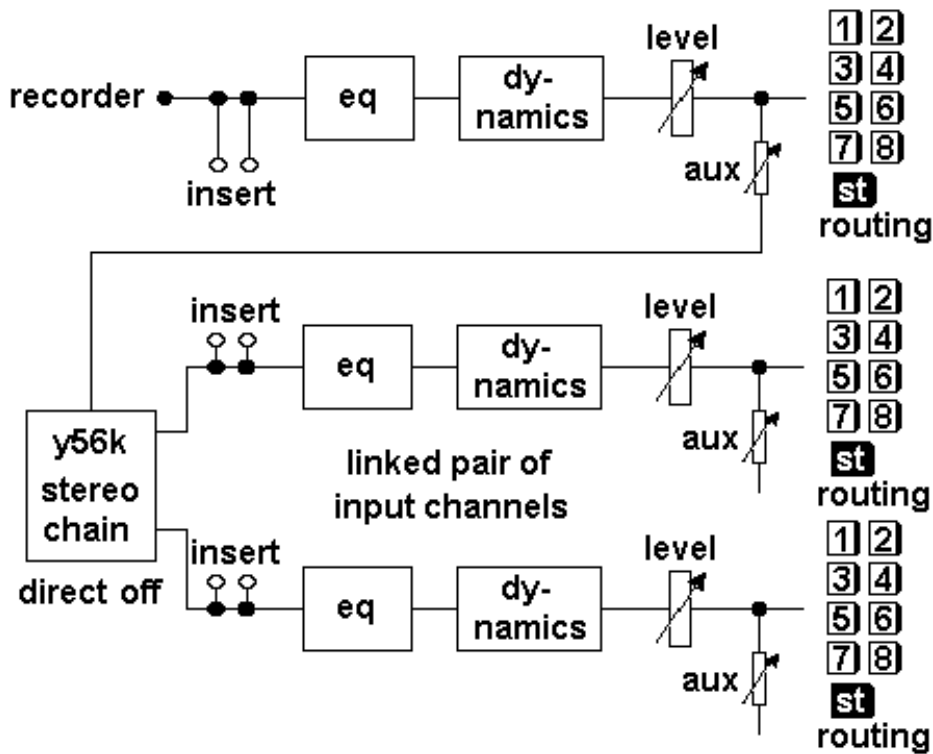 level
1 2
3 4
5 6
7 8
st
routing
recorder
eq
dy-
namics
insert
aux
insert
level
1 2
3 4
5 6
7 8
st
routing
eq
dy-
namics
aux
y56k
stereo
chain
direct off
linked pair of
input channels
insert
level
1 2
3 4
5 6
7 8
st
routing
eq
dy-
namics
aux